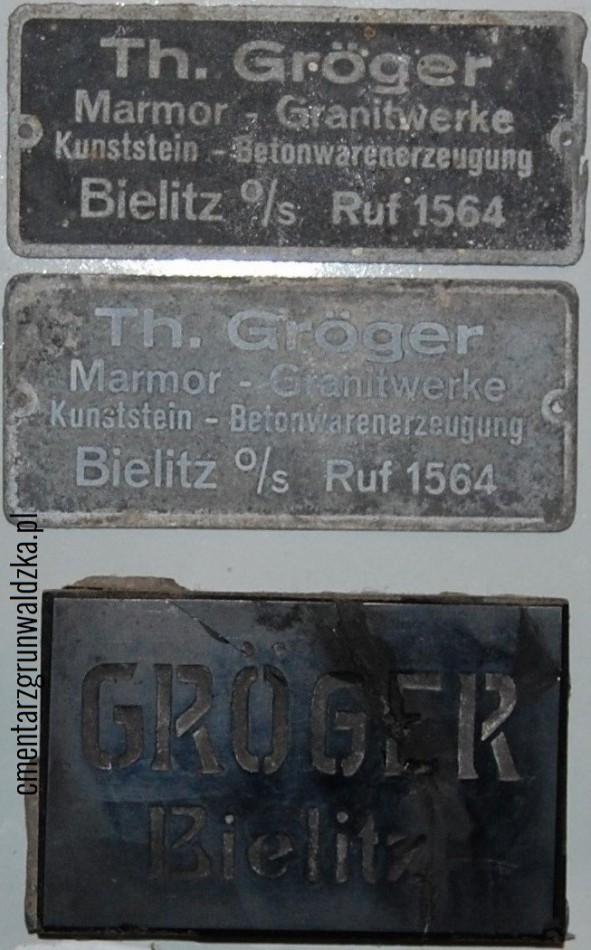 Th. Gröger
Marmor - Granitwerke
Kunststein - Betonwarenerzeugung
Bielitz o/s Ruf 1564
Th. Gröger
Marmor - Granitwerke
Kunststein - Betonwarenerzeugung
Bielitz o/s Ruf 1564
GRÖGER
Bielitz
cmentarzgrunwaldzka.pl